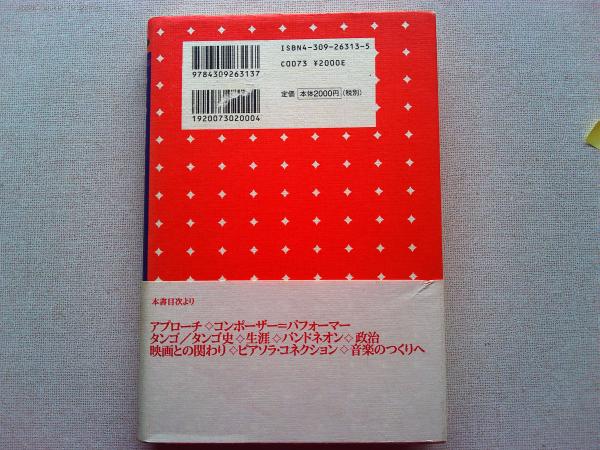 ISBN4-309-26313-5
9784309263137
C0073 ¥2000E
定価 本体2000円(税別)
1920073020004
本書目次より
アプローチ◇コンポーザー=パフォーマー
タンゴ/タンゴ史◇生涯◇バンドネオン◇政治
映画との関わり◇ピアソラ・コネクション◇音楽のつくりへ